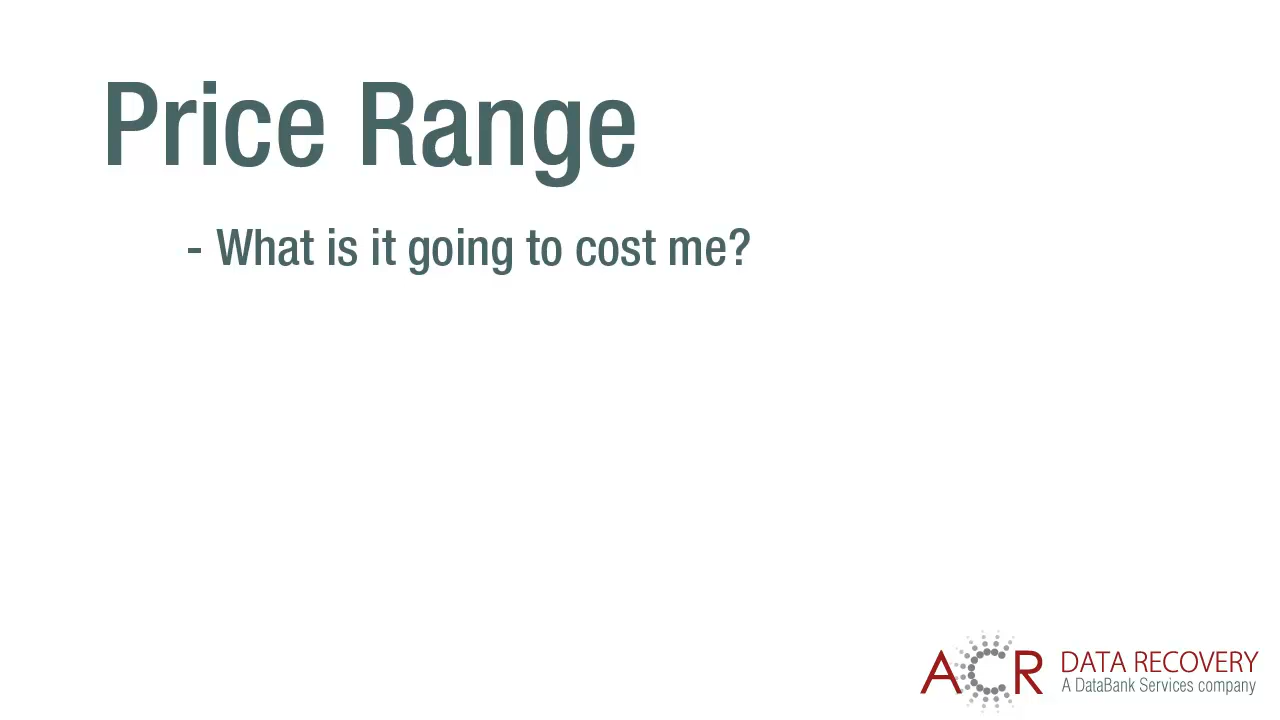 Price Range
- What is it going to cost me?
ACR DATA RECOVERY
A DataBank Services company